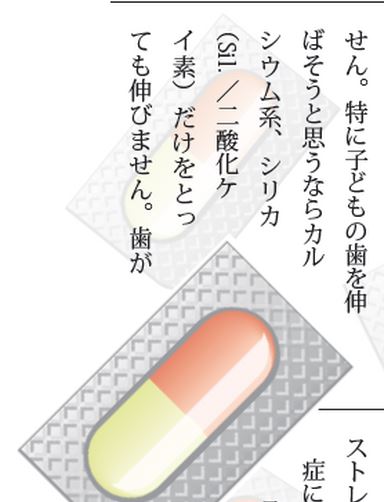 せん。特に子どもの歯を伸
ばそうと思うならカル
シウム系、シリカ
（Sil.／二酸化ケ
イ素）だけをとっ
ても伸びません。歯が
ストレ
症に